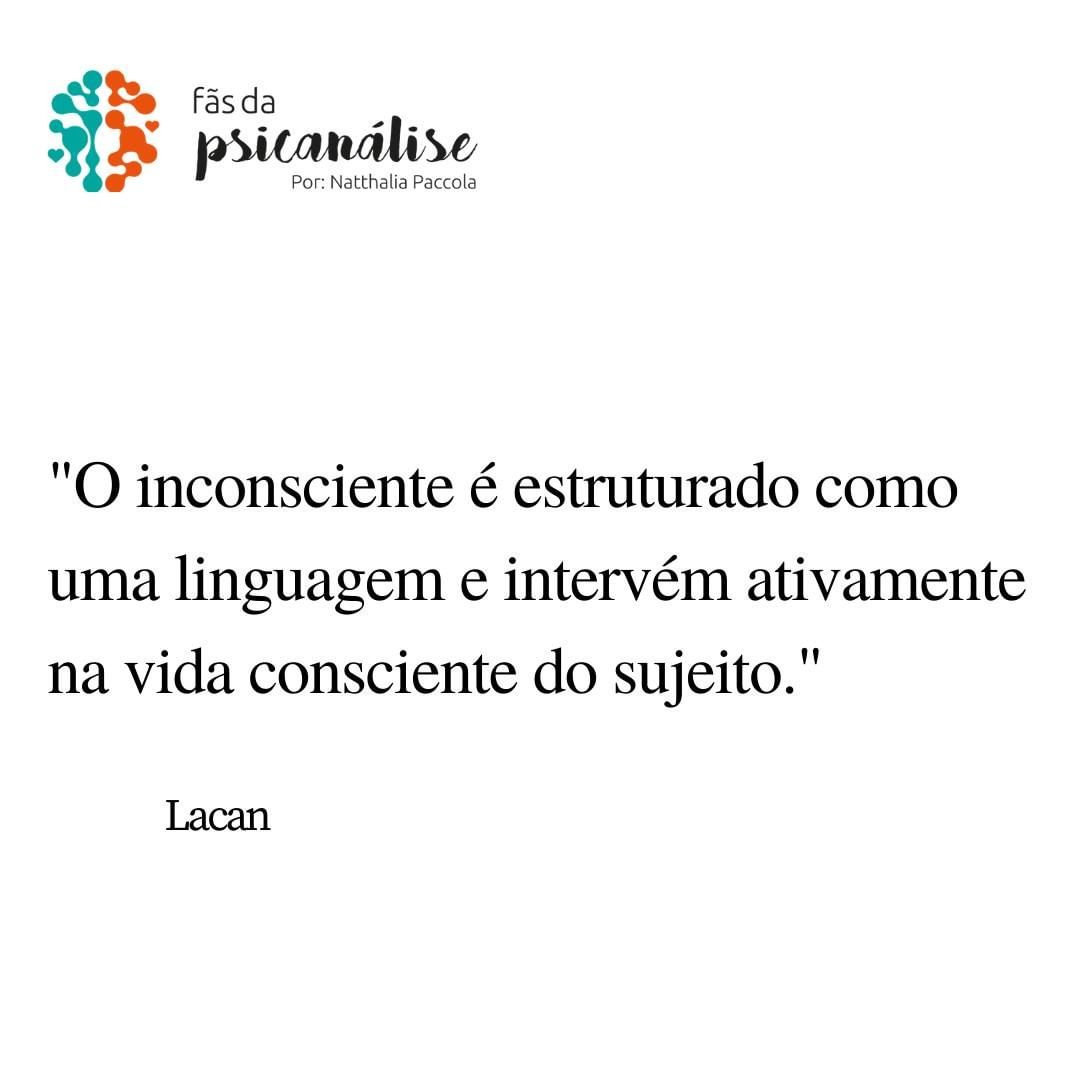 fãs da
psicanálise
Por: Natthalia Paccola
"O inconsciente é estruturado como
uma linguagem e intervém ativamente
na vida consciente do sujeito."
Lacan